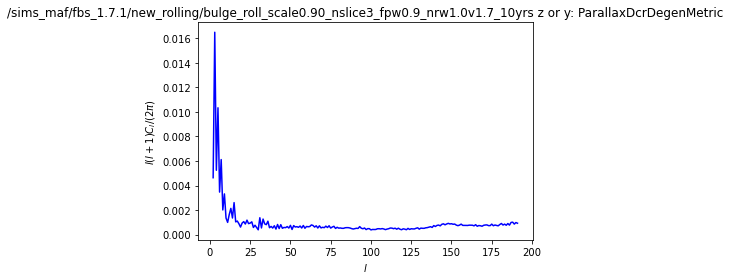 /sims_maf/fbs_1.7.1/new_rolling/bulge_roll_scale0.90_nslice3_fpw0.9_nrw1.0v1.7_10yrs z or y: ParallaxDcrDegenMetric
0.016
0.014
0.012
0.010
0.008
0.006
0.004
0.002
0.000
l(l + 1)C_l/(2π)
0 25 50 75 100 125 150 175 200
l